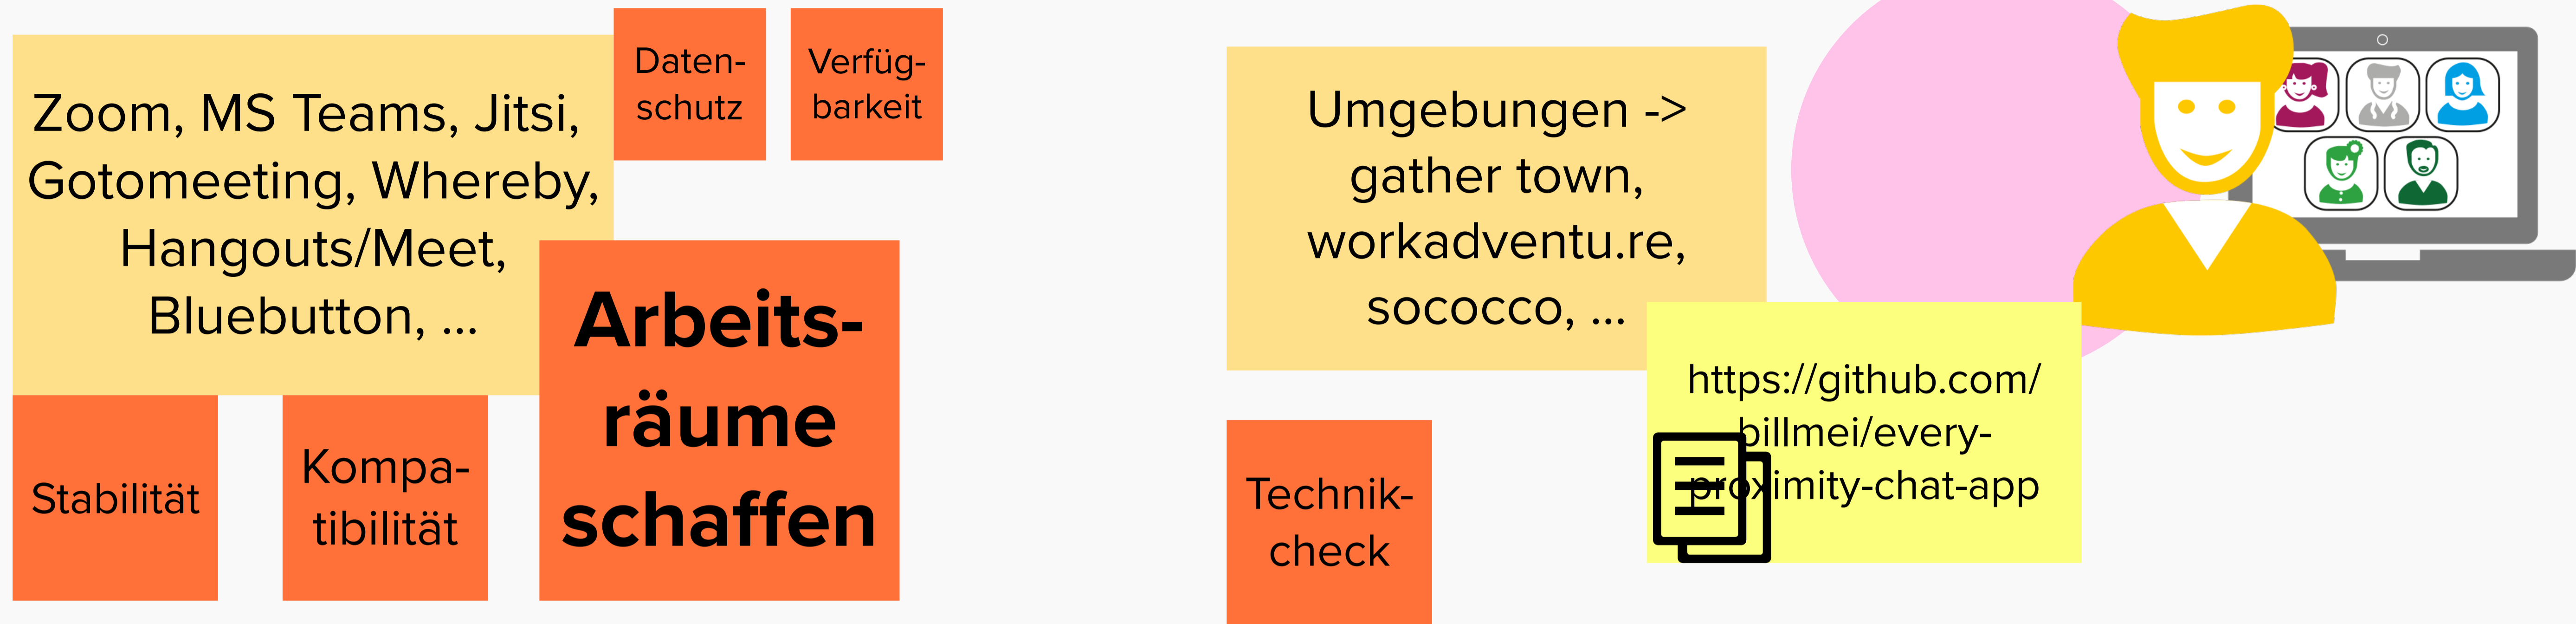 Zoom, MS Teams, Jitsi,
Gotomeeting, Whereby,
Hangouts/Meet,
Bluebutton, ...
Daten-
schutz
Verfüg-
barkeit
Arbeits-
räume
schaffen
Stabilität
Kompa-
tibilität
Umgebungen ->
gather town,
workadventu.re,
sococco, ...
https://github.com/
billmei/every-
proximity-chat-app
Technik-
check